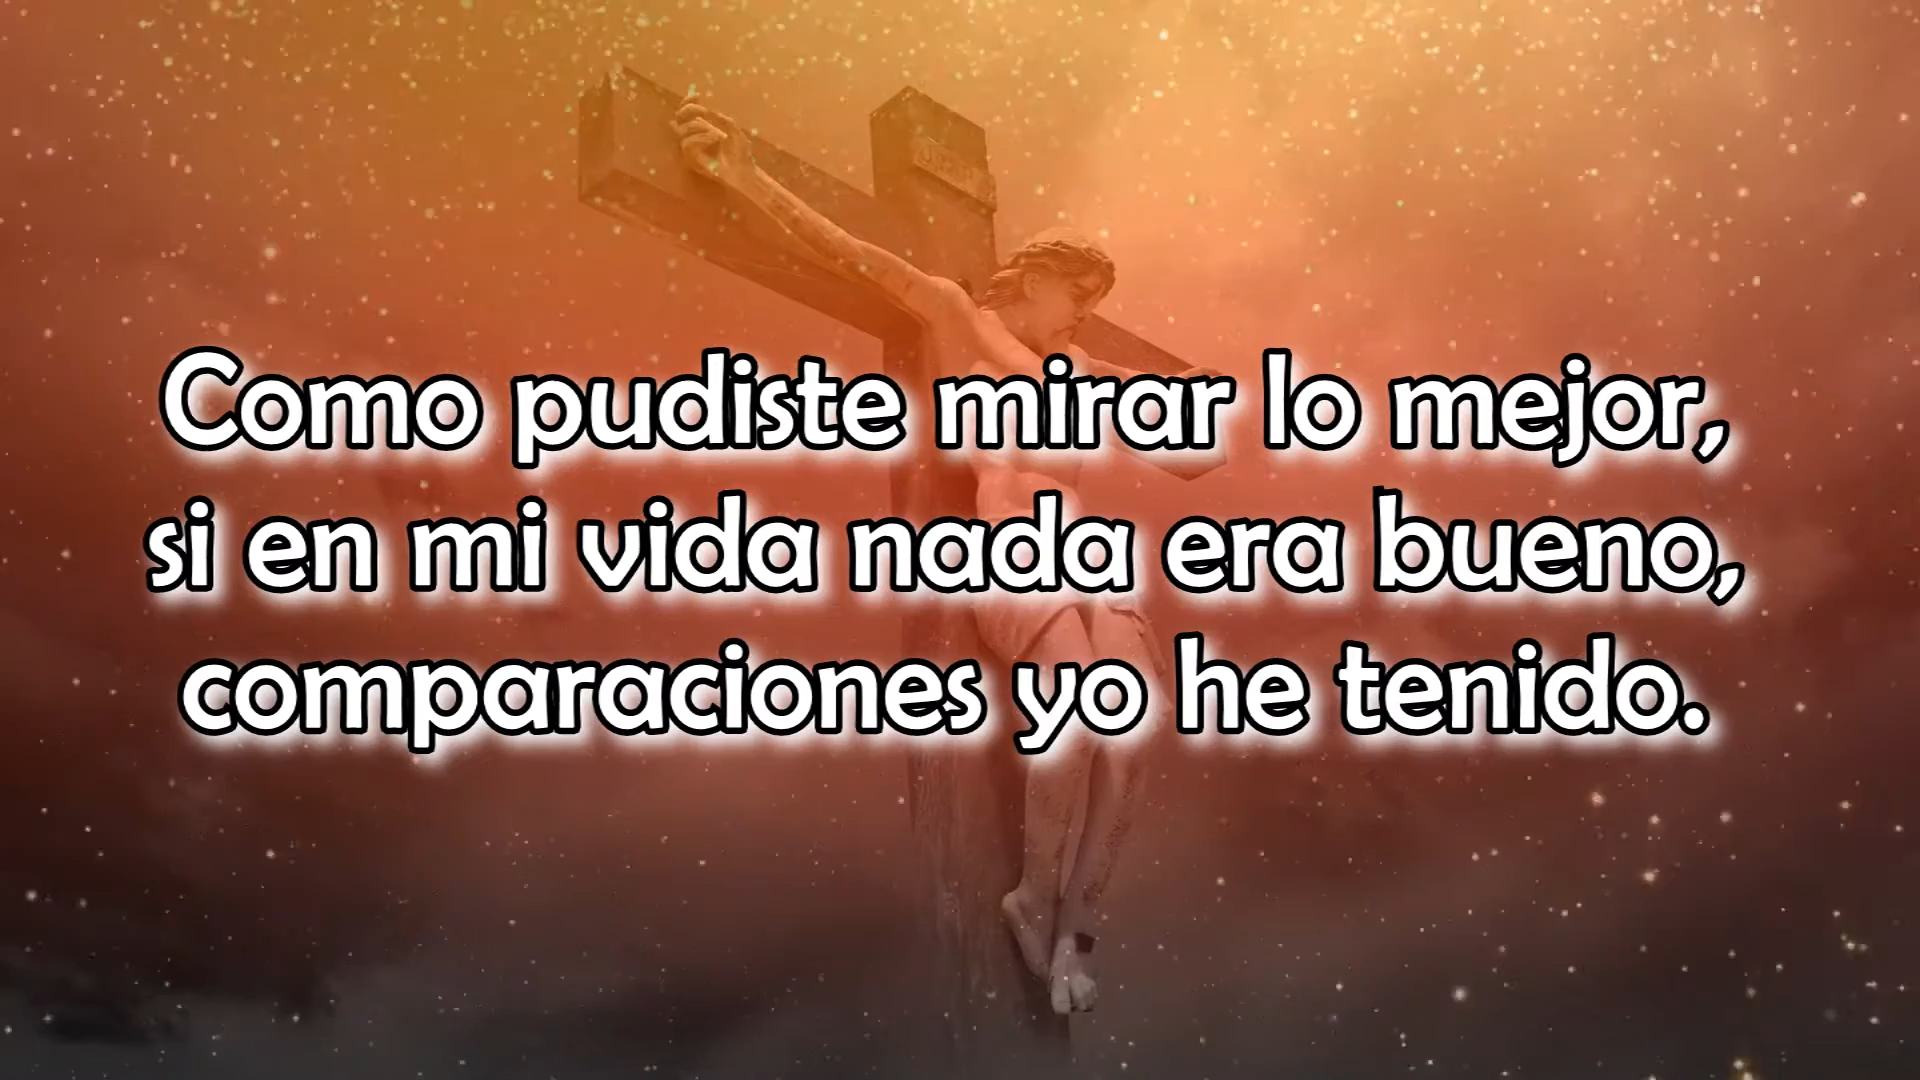 Como pudiste mirar lo mejor,
si en mi vida nada era bueno,
comparaciones yo he tenido.